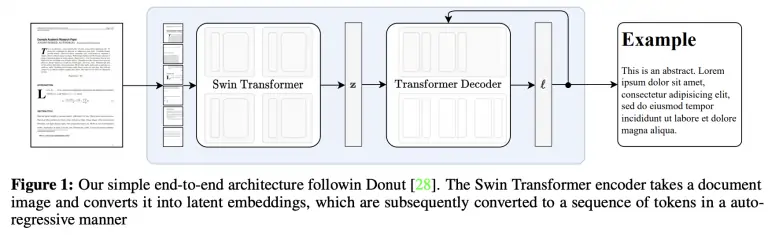 Swin Transformer
z
Transformer Decoder
ℓ
Example
This is an abstract. Lorem
ipsum dolor sit amet,
consectetur adipisicing elit,
sed do eiusmod tempor
incididunt ut labore et dolore
magna aliqua.
Figure 1: Our simple end-to-end architecture followin Donut [28]. The Swin Transformer encoder takes a document
image and converts it into latent embeddings, which are subsequently converted to a sequence of tokens in a auto-
regressive manner